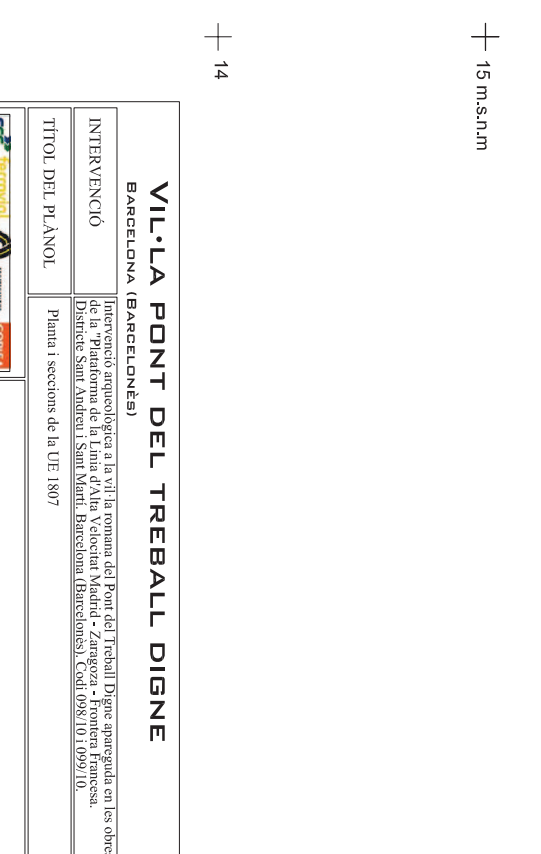 15 m.s.n.m
14
VIL·LA PONT DEL TREBALL DIGNE
BARCELONA (BARCELONÈS)
INTERVENCIÓ
Intervenció arqueològica a la vil·la romana del Pont del Treball Digne apareguda en les obre
de la "Plataforma de la Linia d'Alta Velocitat Madrid - Zaragoza - Frontera Francesa.
Districte Sant Andreu i Sant Martí. Barcelona (Barcelonès). Codi 098/10 i 099/10.
TÍTOL DEL PLÀNOL
Planta i seccions de la UE 1807
ferrovial